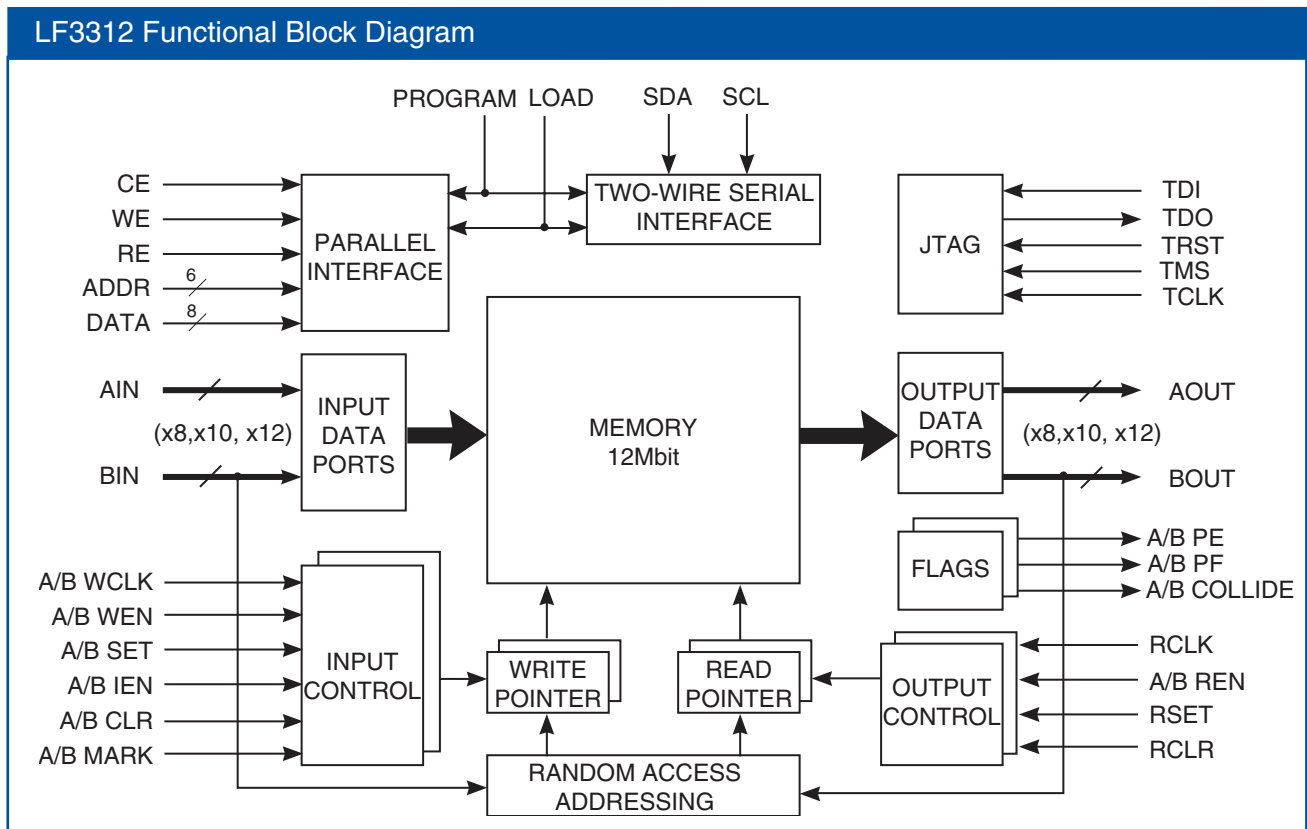 LF3312 Functional Block Diagram
PROGRAM
LOAD
SDA
SCL
CE
WE
RE
ADDR
6
DATA
8
PARALLEL
INTERFACE
TWO-WIRE SERIAL
INTERFACE
JTAG
TDI
TDO
TRST
TMS
TCLK
AIN
(x8,x10, x12)
BIN
INPUT
DATA
PORTS
MEMORY
12Mbit
OUTPUT
DATA
PORTS
AOUT
(x8,x10, x12)
BOUT
FLAGS
A/B PE
A/B PF
A/B COLLIDE
A/B WCLK
A/B WEN
A/B SET
A/B IEN
A/B CLR
A/B MARK
INPUT
CONTROL
WRITE
POINTER
READ
POINTER
OUTPUT
CONTROL
RCLK
A/B REN
RSET
RCLR
RANDOM ACCESS
ADDRESSING